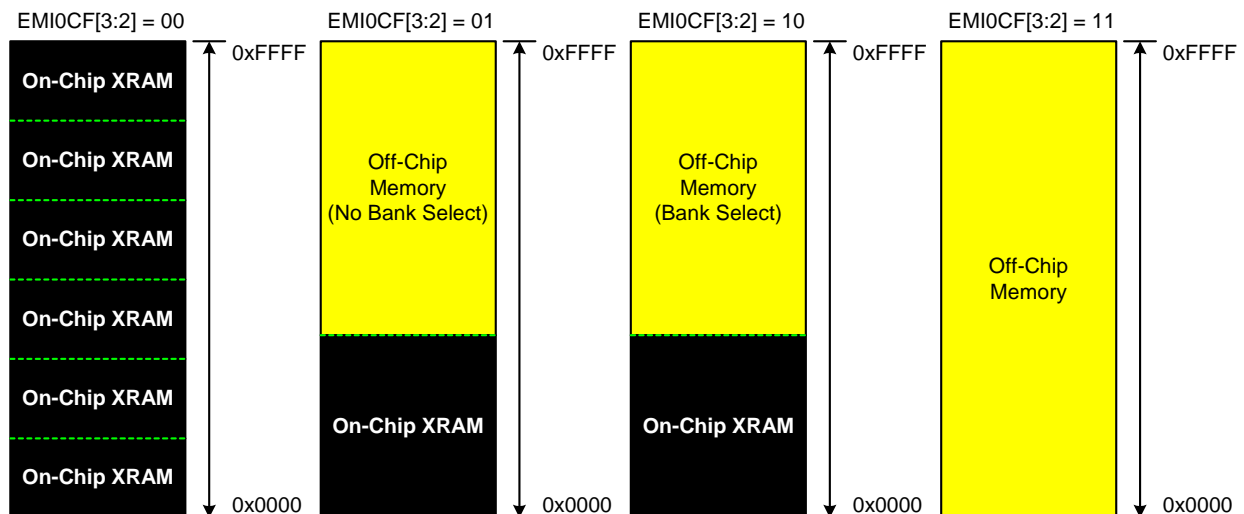 EMI0CF[3:2] = 00
On-Chip XRAM
On-Chip XRAM
On-Chip XRAM
On-Chip XRAM
On-Chip XRAM
On-Chip XRAM
0xFFFF
0x0000
EMI0CF[3:2] = 01
Off-Chip
Memory
(No Bank Select)
On-Chip XRAM
0xFFFF
0x0000
EMI0CF[3:2] = 10
Off-Chip
Memory
(Bank Select)
On-Chip XRAM
0xFFFF
0x0000
EMI0CF[3:2] = 11
Off-Chip
Memory
0xFFFF
0x0000